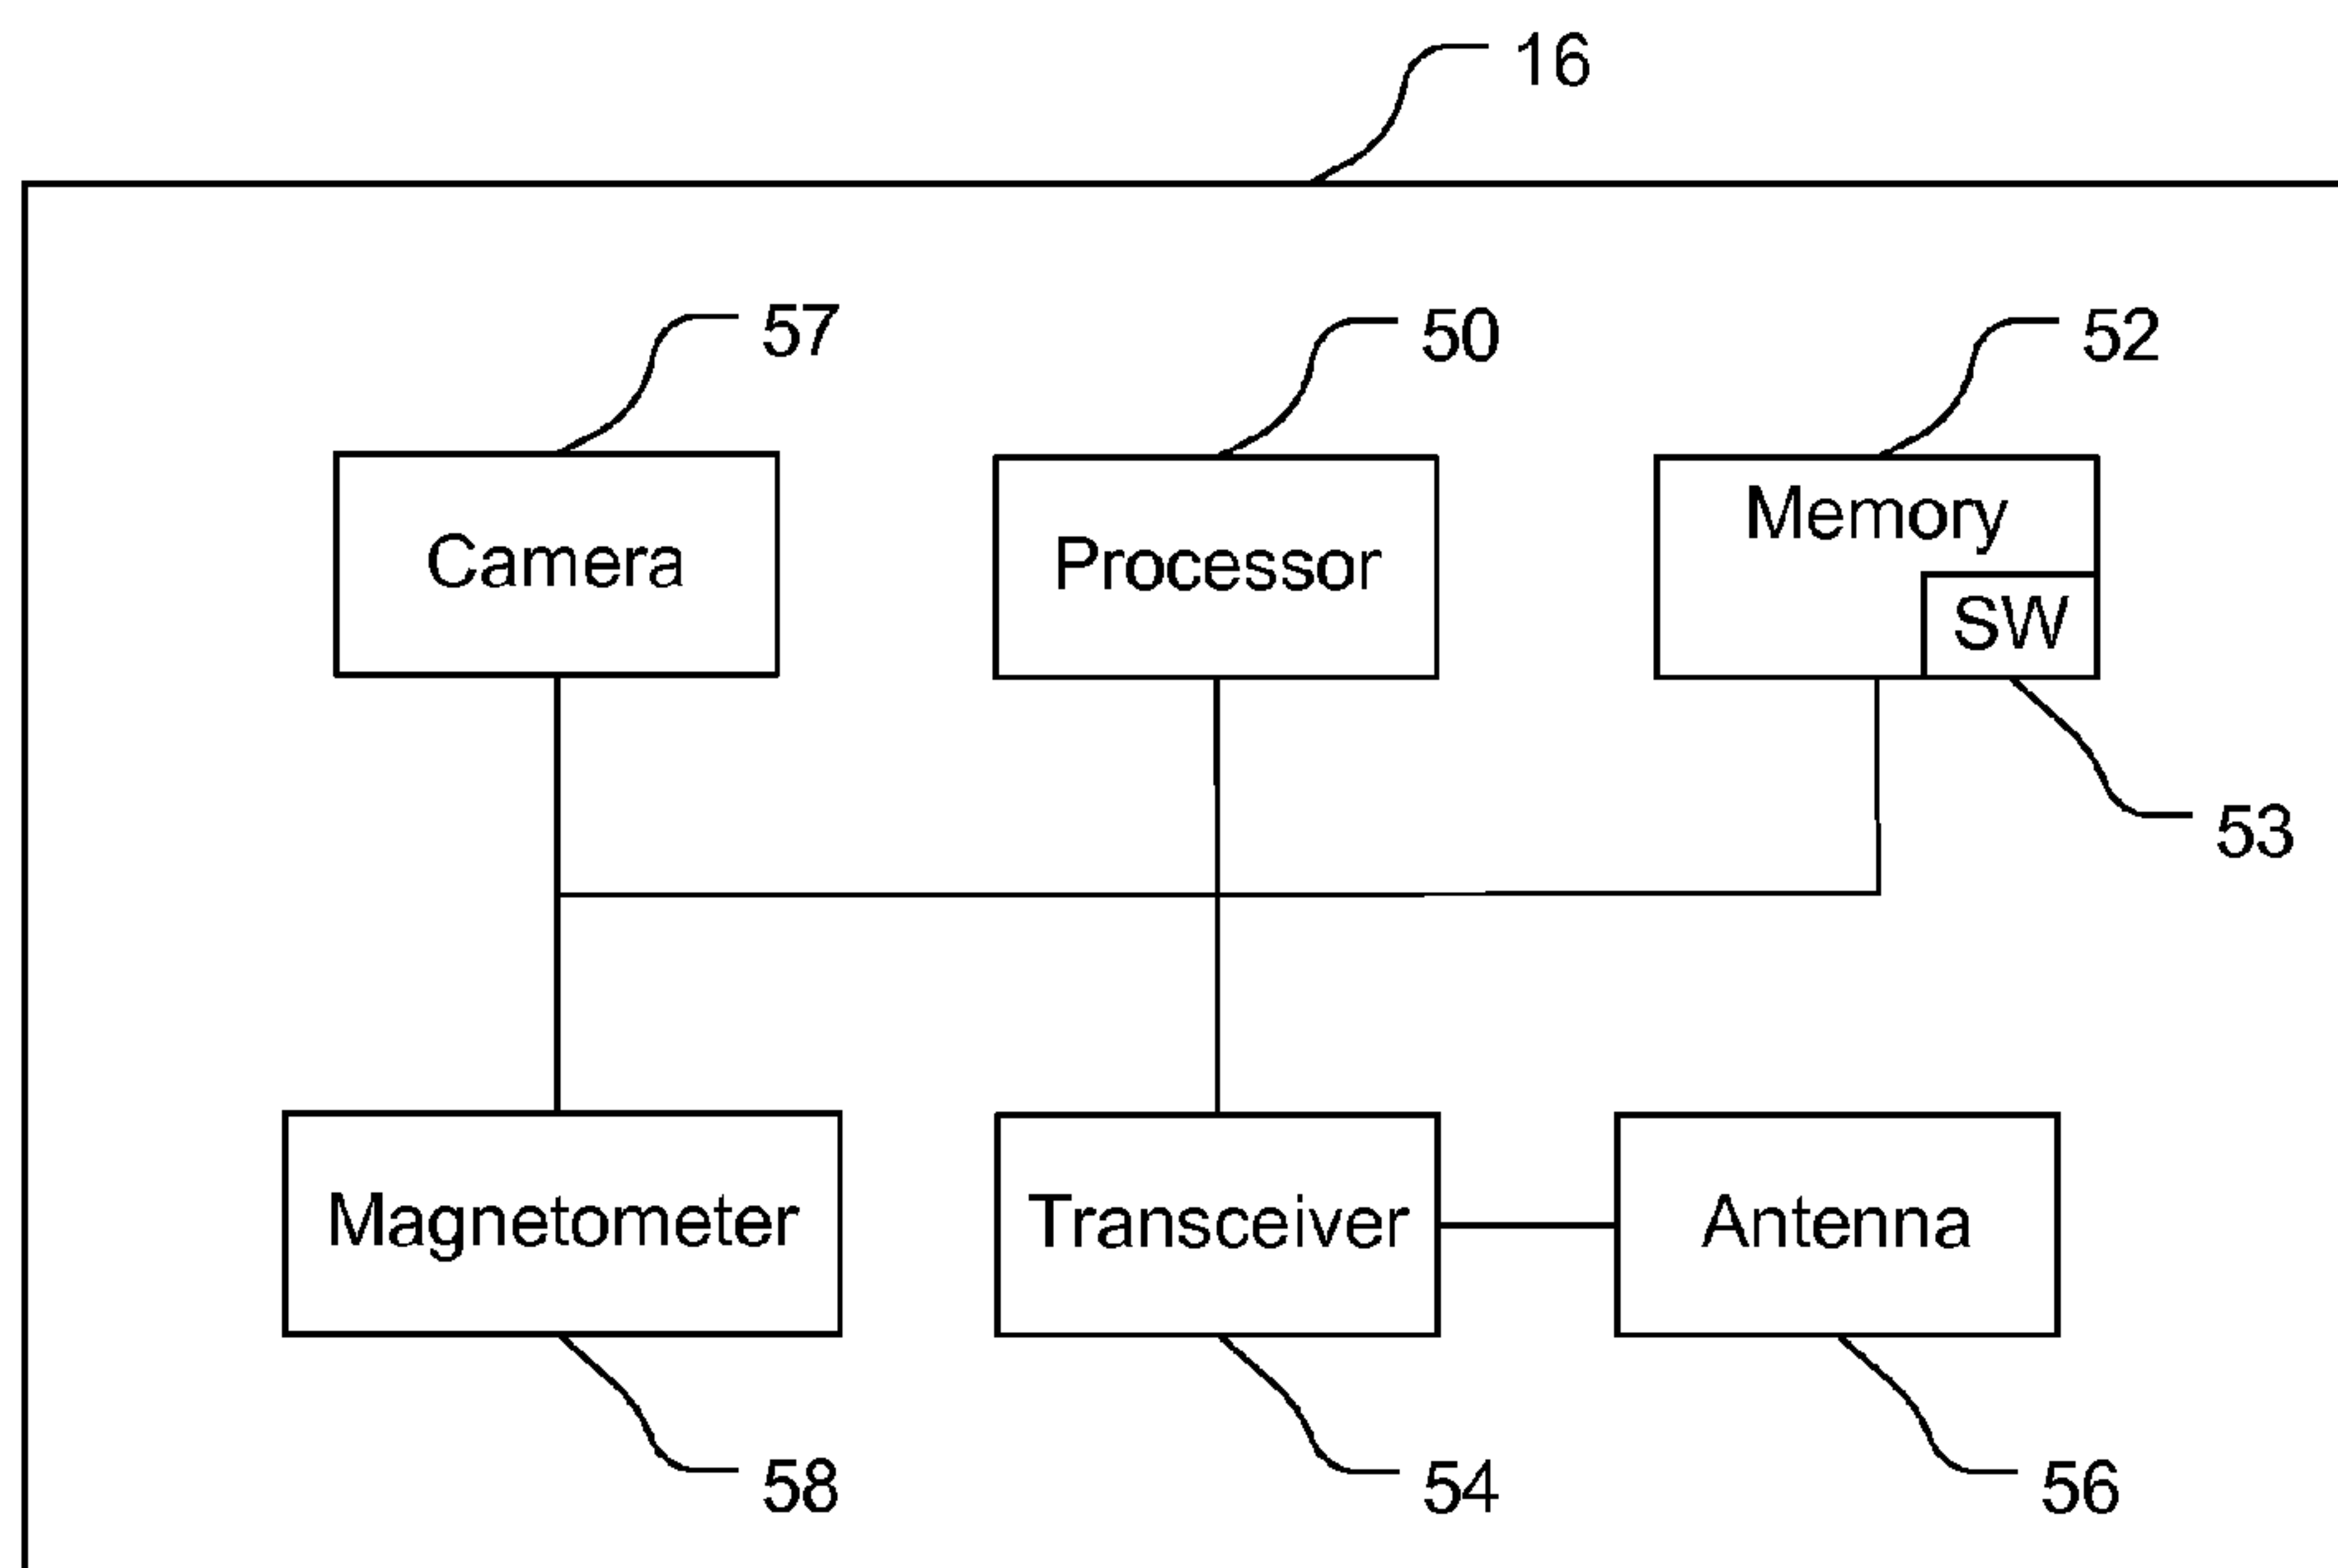 16
57
50
52
Camera
Processor
Memory
SW
53
Magnetometer
Transceiver
Antenna
58
54
56